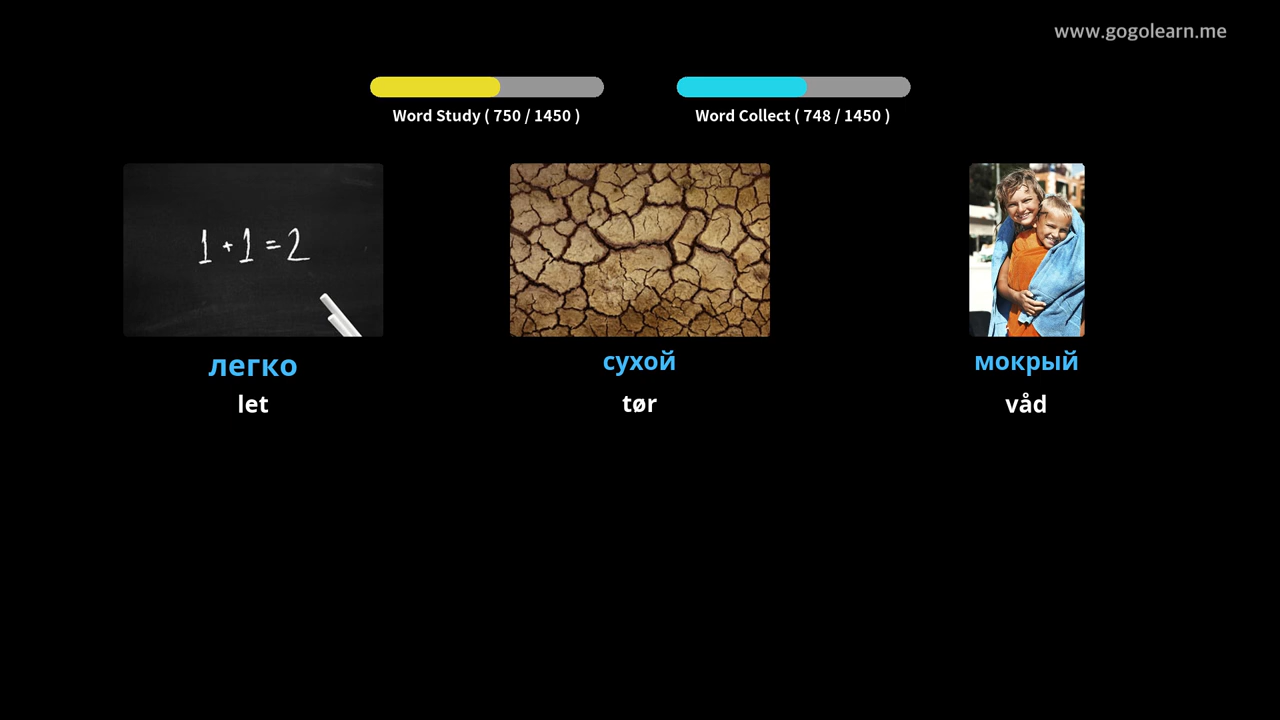 www.gogolearn.me
Word Study ( 750 / 1450 )
Word Collect ( 748 / 1450 )
1 + 1 = 2
легко
сухой
мокрый
let
tør
våd